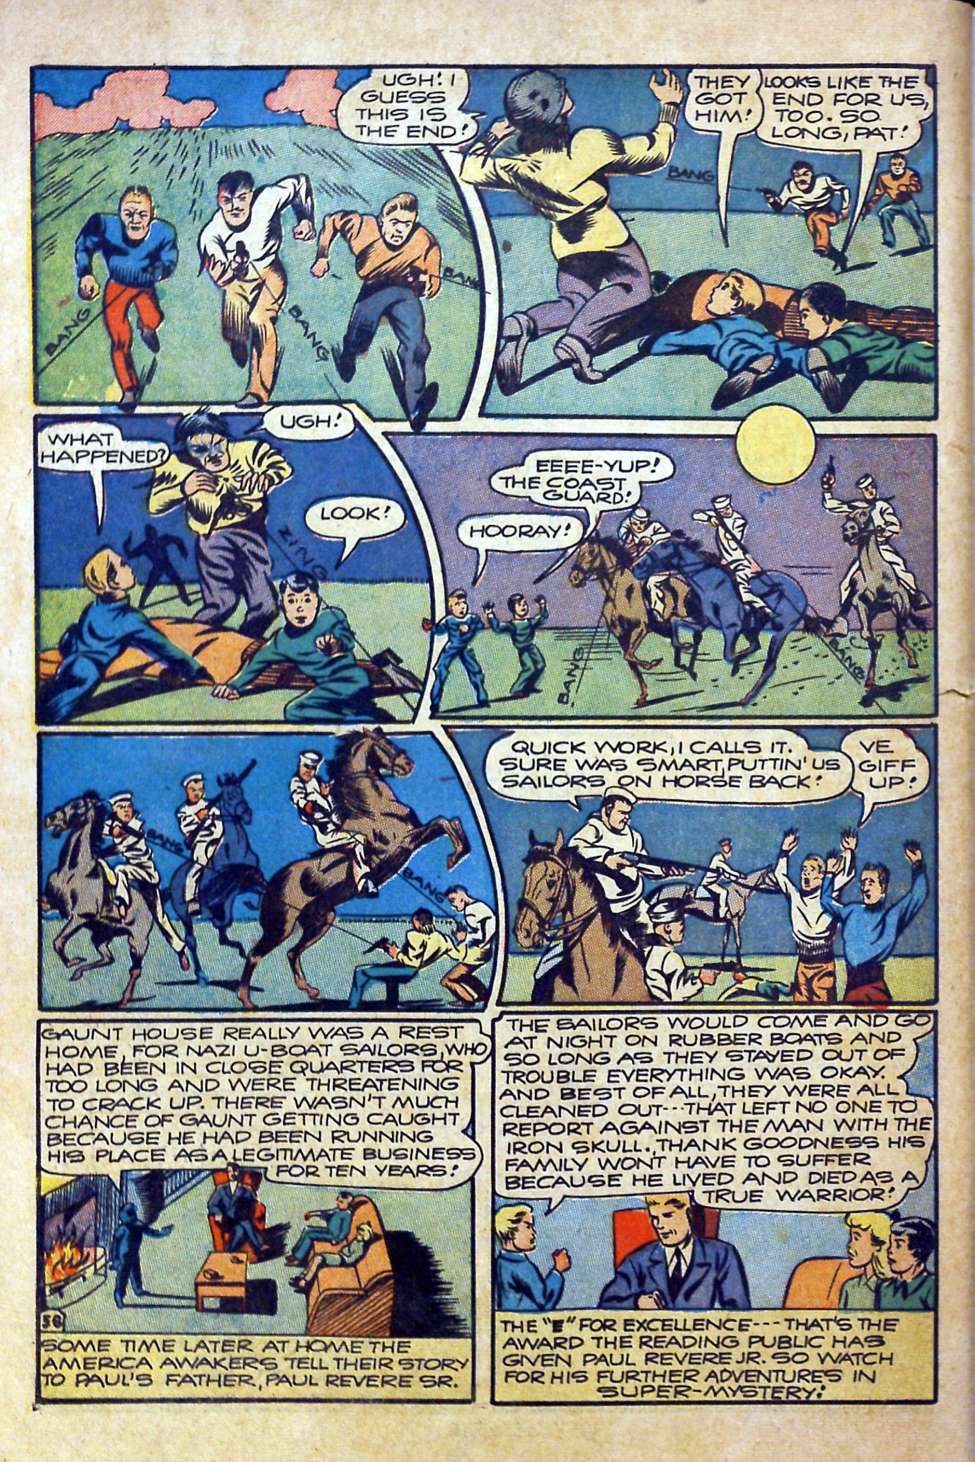 UGH! I
GUESS
THIS IS
THE END!
BANG
BANG
BANG
THEY
GOT
HIM!
LOOKS LIKE THE
END FOR US,
TOO. SO
LONG, PAT!
BANG
WHAT
HAPPENED?
UGH!
LOOK!
ZING
EEEE-YUP!
THE COAST
GUARD!
HOORAY!
BANG
BANG
BANG
BANG
QUICK WORK, I CALLS IT.
SURE WAS SMART, PUTTIN' US
SAILORS ON HORSE BACK!
VE
GIFF
UP!
GAUNT HOUSE REALLY WAS A REST
HOME, FOR NAZI U-BOAT SAILORS, WHO
HAD BEEN IN CLOSE QUARTERS FOR
TOO LONG AND WERE THREATENING
TO CRACK UP. THERE WASN'T MUCH
CHANCE OF GAUNT GETTING CAUGHT,
BECAUSE HE HAD BEEN RUNNING
HIS PLACE AS A LEGITIMATE BUSINESS
FOR TEN YEARS!
56
SOME TIME LATER AT HOME THE
AMERICA AWAKERS TELL THEIR STORY
TO PAUL'S FATHER, PAUL REVERE SR.
THE SAILORS WOULD COME AND GO
AT NIGHT ON RUBBER BOATS AND
SO LONG AS THEY STAYED OUT OF
TROUBLE EVERYTHING WAS OKAY.
AND BEST OF ALL, THEY WERE ALL
CLEANED OUT---THAT LEFT NO ONE TO
REPORT AGAINST THE MAN WITH THE
IRON SKULL. THANK GOODNESS HIS
FAMILY WON'T HAVE TO SUFFER
BECAUSE HE LIVED AND DIED AS A
TRUE WARRIOR!
THE "E" FOR EXCELLENCE---THAT'S THE
AWARD THE READING PUBLIC HAS
GIVEN PAUL REVERE JR. SO WATCH
FOR HIS FURTHER ADVENTURES IN
SUPER-MYSTERY!